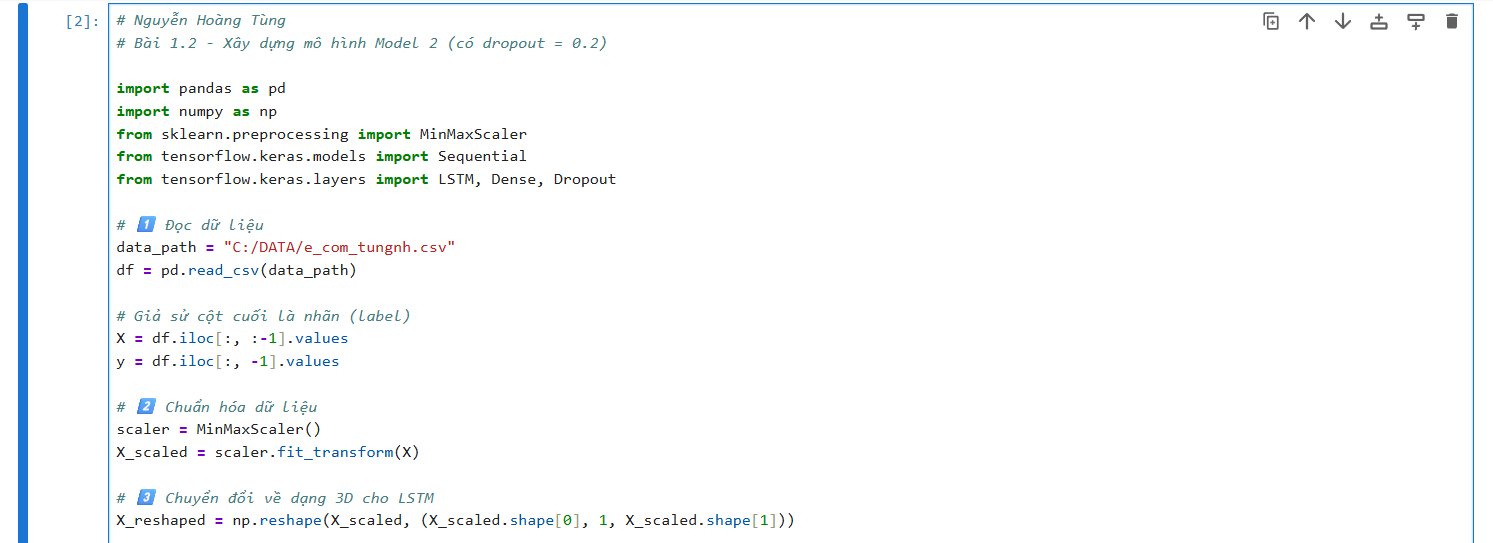 [2]:
# Nguyễn Hoàng Tùng
# Bài 1.2 - Xây dựng mô hình Model 2 (có dropout = 0.2)
import pandas as pd
import numpy as np
from sklearn.preprocessing import MinMaxScaler
from tensorflow.keras.models import Sequential
from tensorflow.keras.layers import LSTM, Dense, Dropout
# 1️⃣ Đọc dữ liệu
data_path = "C:/DATA/e_com_tungnh.csv"
df = pd.read_csv(data_path)
# Giả sử cột cuối là nhãn (label)
X = df.iloc[:, :-1].values
y = df.iloc[:, -1].values
# 2️⃣ Chuẩn hóa dữ liệu
scaler = MinMaxScaler()
X_scaled = scaler.fit_transform(X)
# 3️⃣ Chuyển đổi về dạng 3D cho LSTM
X_reshaped = np.reshape(X_scaled, (X_scaled.shape[0], 1, X_scaled.shape[1]))